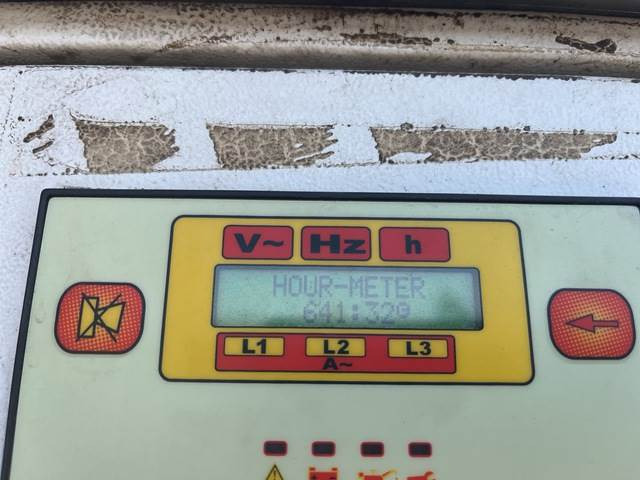 V~ Hz h
HOUR-METER
641:32
L1 L2 L3
A~